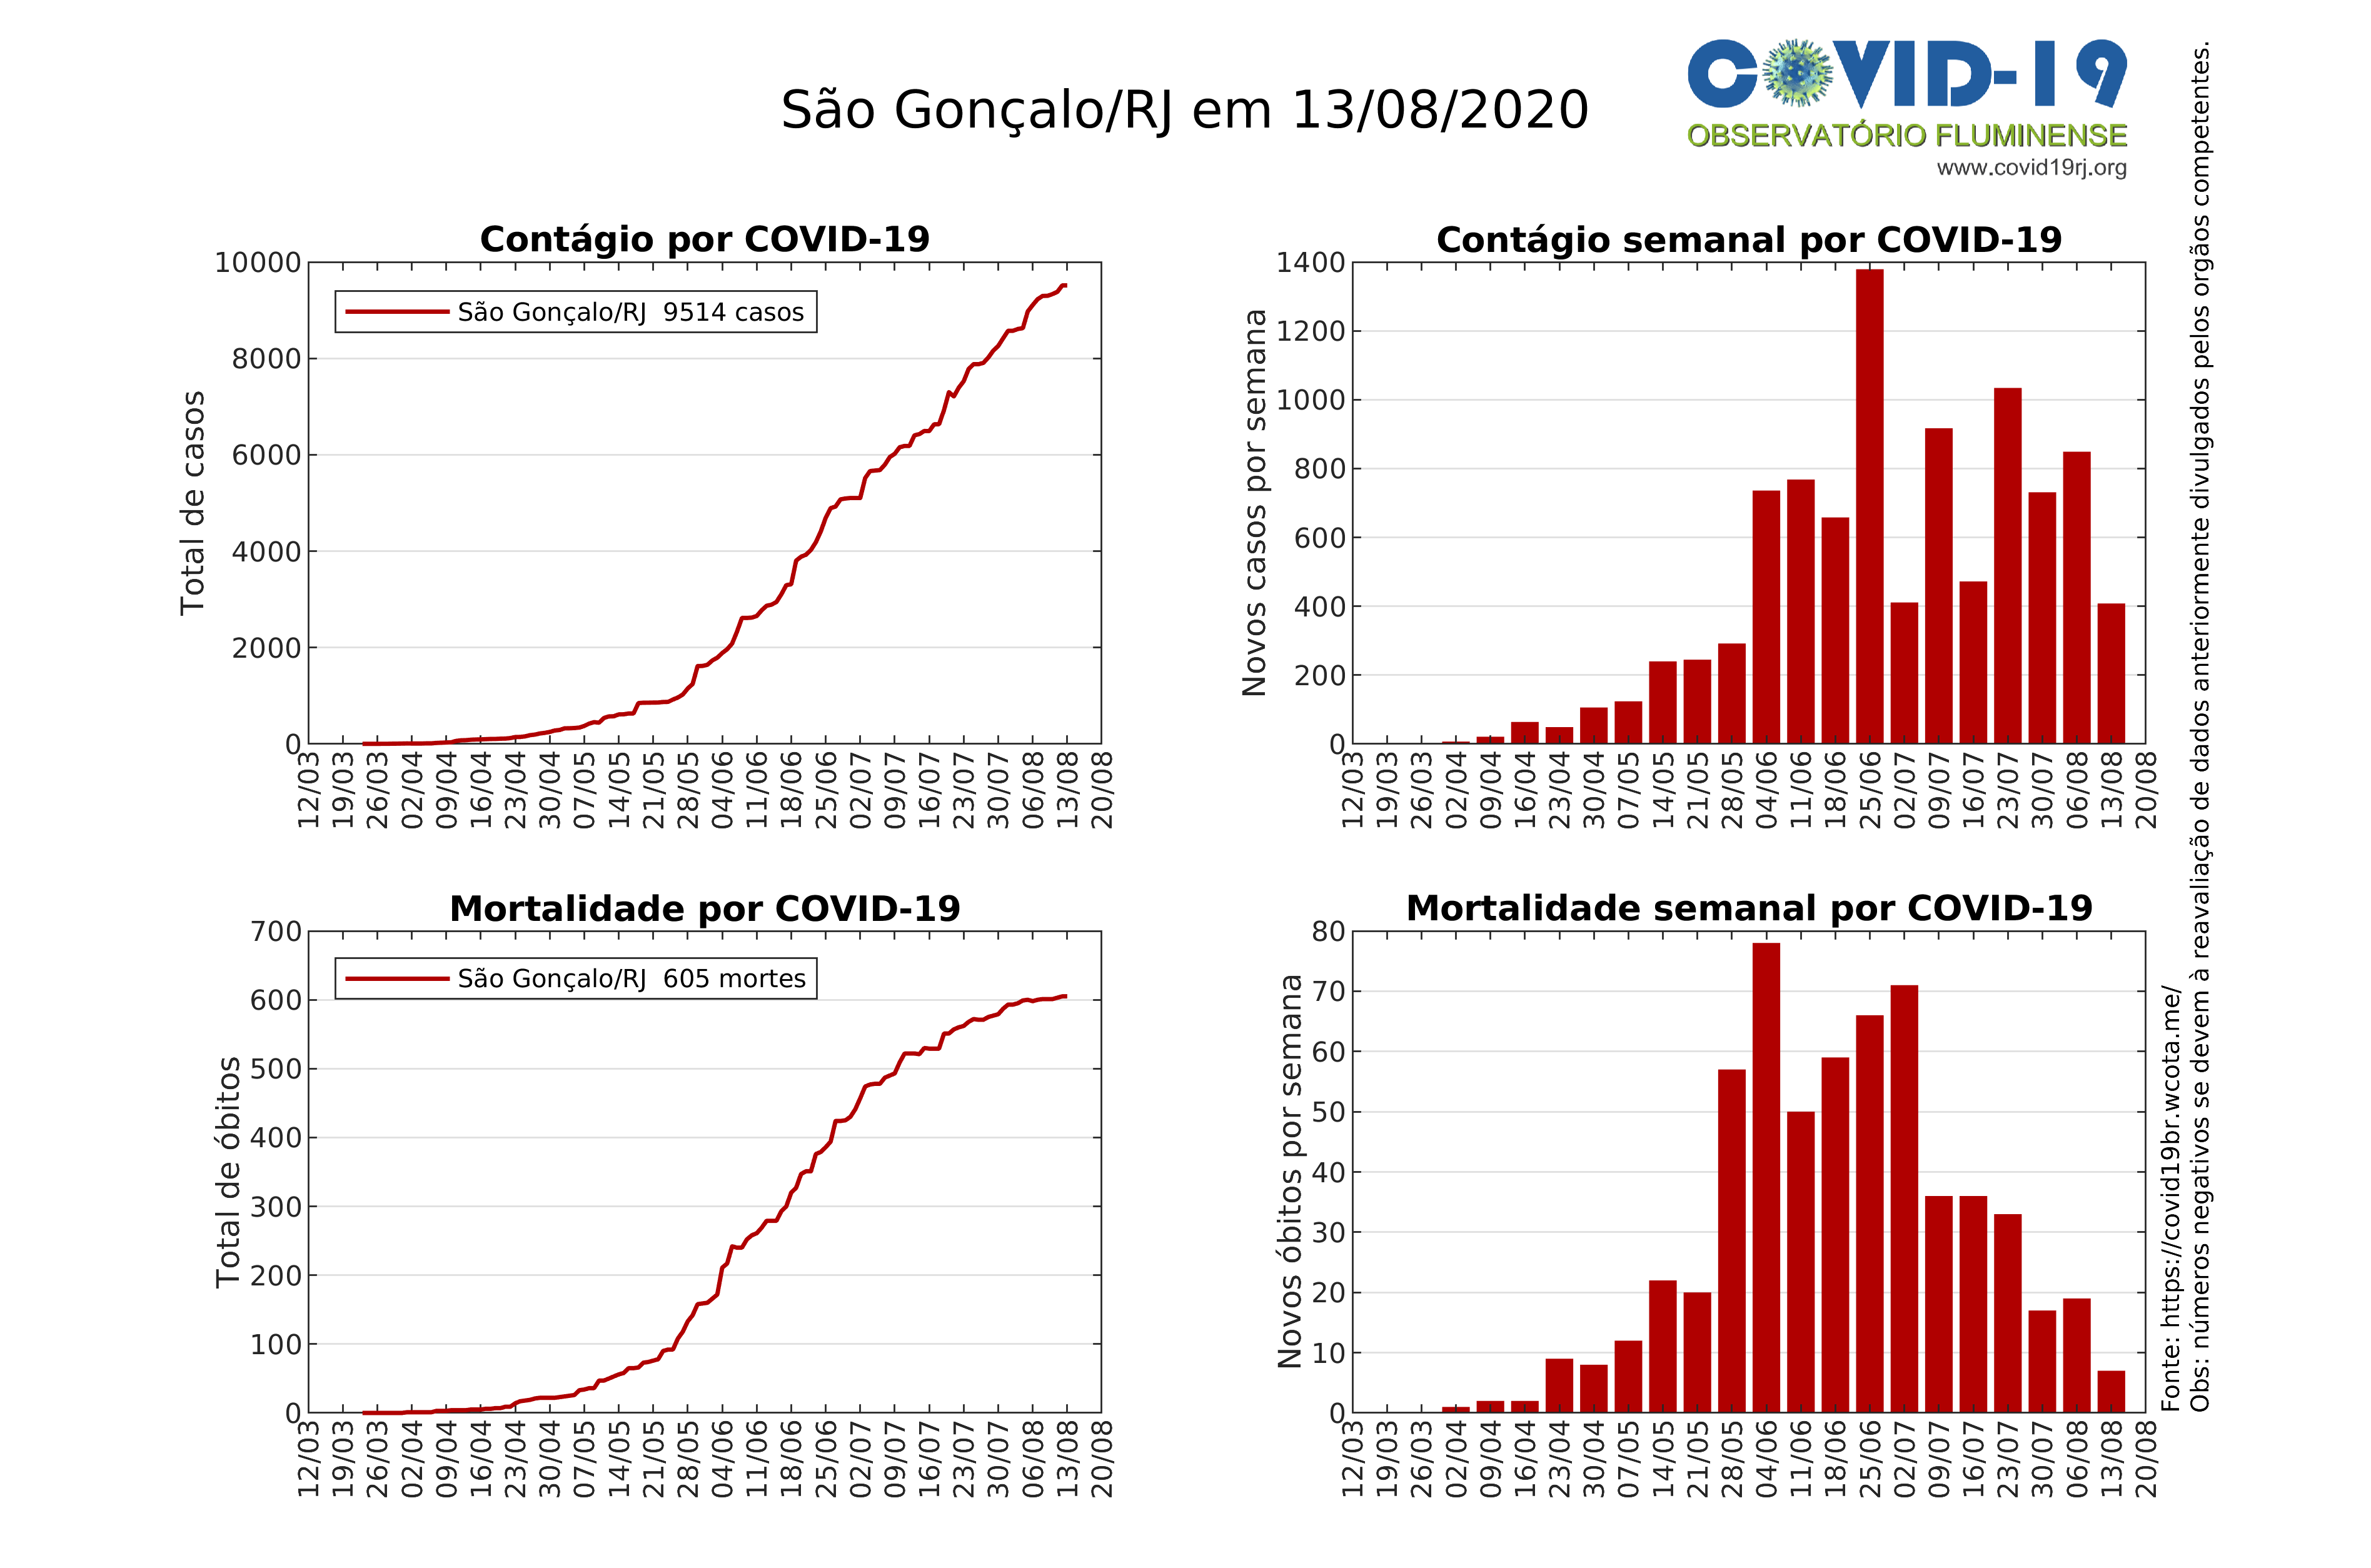 São Gonçalo/RJ em 13/08/2020
COVID-19
OBSERVATÓRIO FLUMINENSE
www.covid19rj.org
Contágio por COVID-19
Total de casos
10000
8000
6000
4000
2000
0
São Gonçalo/RJ 9514 casos
12/03 19/03 26/03 02/04 09/04 16/04 23/04 30/04 07/05 14/05 21/05 28/05 04/06 11/06 18/06 25/06 02/07 09/07 16/07 23/07 30/07 06/08 13/08 20/08
Contágio semanal por COVID-19
Novos casos por semana
1400
1200
1000
800
600
400
200
0
12/03 19/03 26/03 02/04 09/04 16/04 23/04 30/04 07/05 14/05 21/05 28/05 04/06 11/06 18/06 25/06 02/07 09/07 16/07 23/07 30/07 06/08 13/08 20/08
Mortalidade por COVID-19
Total de óbitos
700
600
500
400
300
200
100
0
São Gonçalo/RJ 605 mortes
12/03 19/03 26/03 02/04 09/04 16/04 23/04 30/04 07/05 14/05 21/05 28/05 04/06 11/06 18/06 25/06 02/07 09/07 16/07 23/07 30/07 06/08 13/08 20/08
Mortalidade semanal por COVID-19
Novos óbitos por semana
80
70
60
50
40
30
20
10
0
12/03 19/03 26/03 02/04 09/04 16/04 23/04 30/04 07/05 14/05 21/05 28/05 04/06 11/06 18/06 25/06 02/07 09/07 16/07 23/07 30/07 06/08 13/08 20/08
Fonte: https://covid19br.wcota.me/
Obs: números negativos se devem à reavaliação de dados anteriormente divulgados pelos orgãos competentes.